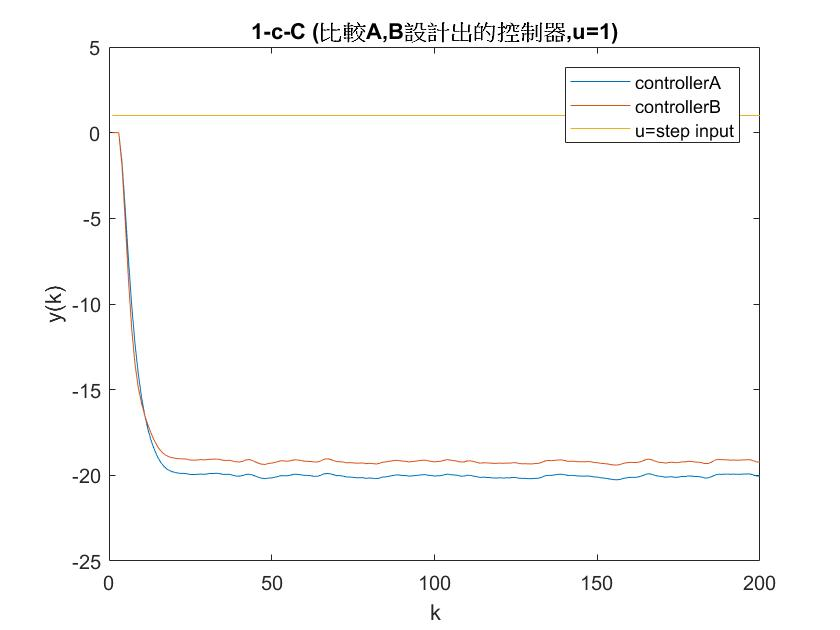 1-c-C (比較A,B設計出的控制器,u=1)
controllerA
controllerB
u=step input
5
0
-5
-10
-15
-20
-25
y(k)
0 50 100 150 200
k